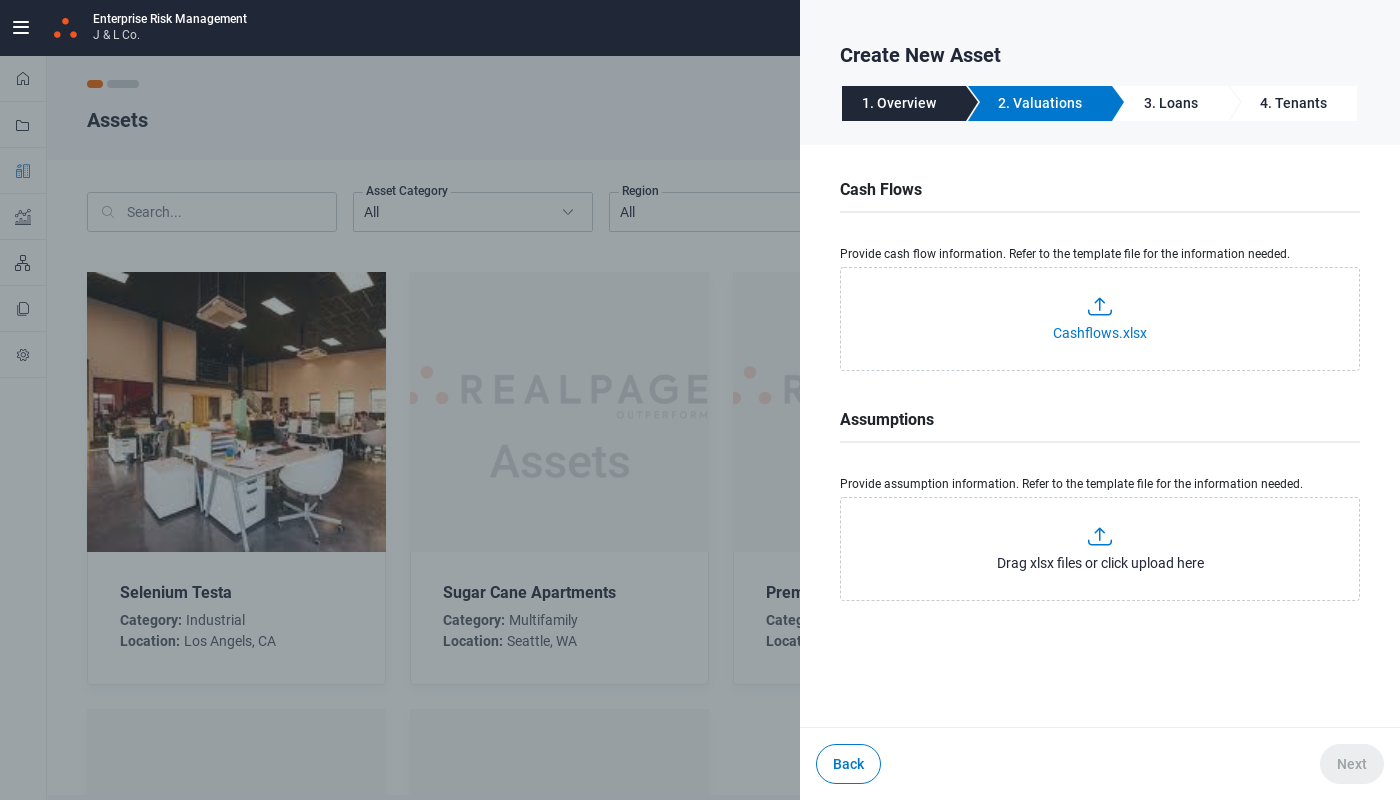 Enterprise Risk Management
J & L Co.
Assets
Search...
Asset Category
All
Region
All
REALPAGE
OUTPERFORM
Assets
Selenium Testa
Category: Industrial
Location: Los Angels, CA
Sugar Cane Apartments
Category: Multifamily
Location: Seattle, WA
R
Prem
Categ
Locat
Create New Asset
1. Overview
2. Valuations
3. Loans
4. Tenants
Cash Flows
Provide cash flow information. Refer to the template file for the information needed.
Cashflows.xlsx
Assumptions
Provide assumption information. Refer to the template file for the information needed.
Drag xlsx files or click upload here
Back
Next